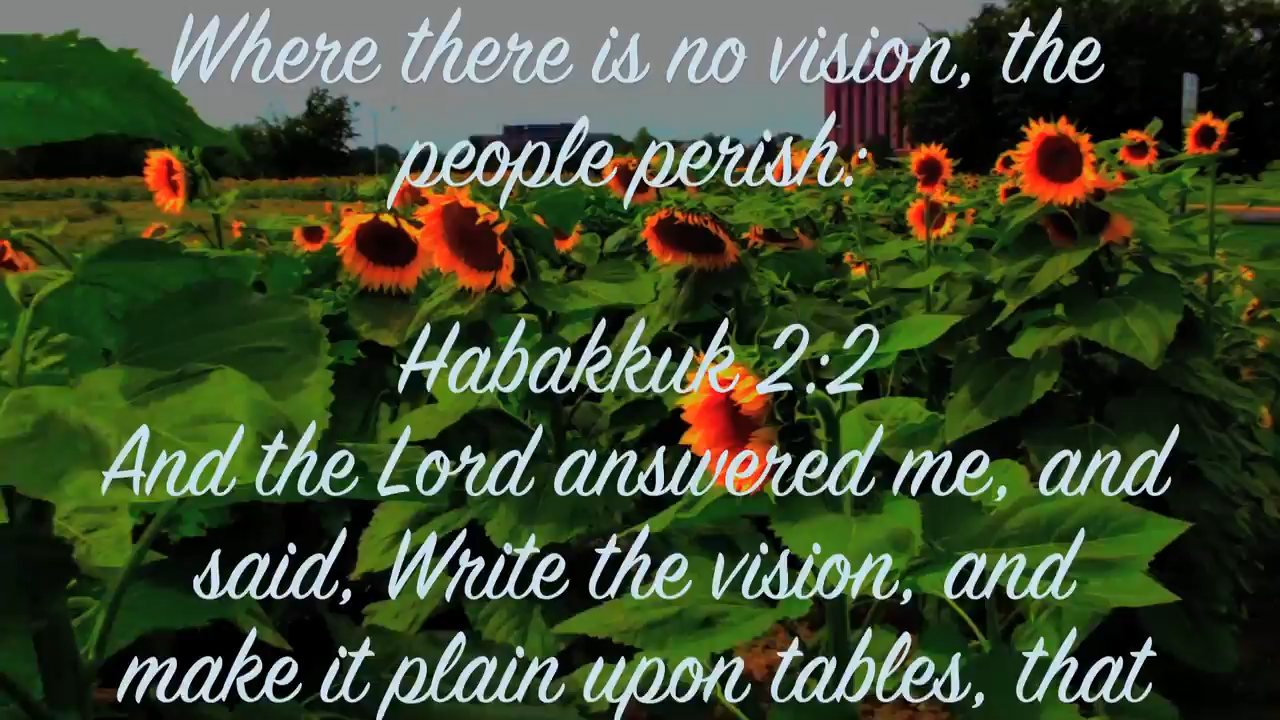 Where there is no vision, the
people perish:
Habakkuk 2:2
And the Lord answered me, and
said, Write the vision, and
make it plain upon tables, that